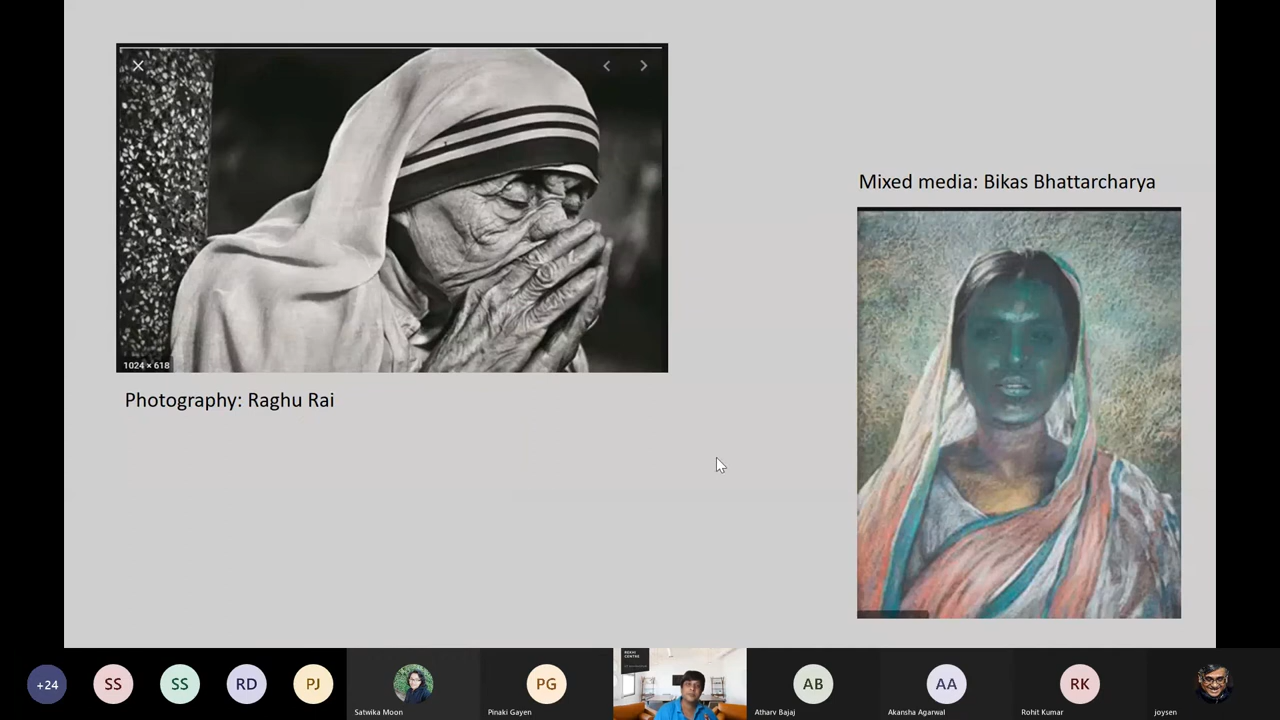 1024 × 618
Photography: Raghu Rai
Mixed media: Bikas Bhattarcharya
+24
SS
SS
RD
PJ
Satwika Moon
PG
Pinaki Gayen
AB
Atharv Bajaj
AA
Akansha Agarwal
RK
Rohit Kumar
joysen